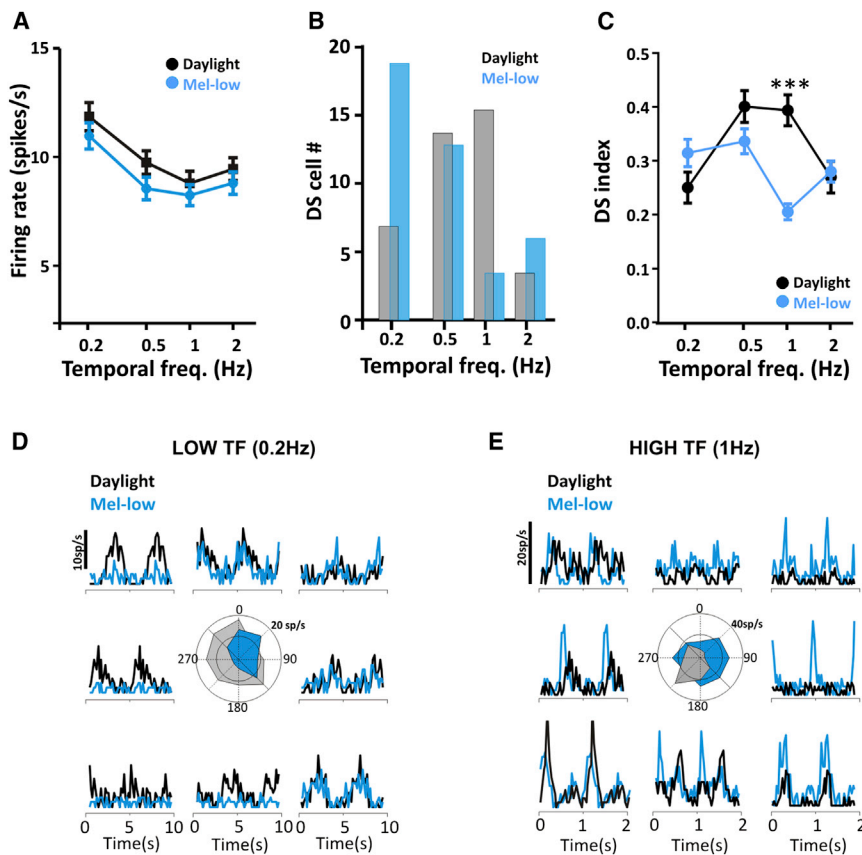 A
15
10
5
Firing rate (spikes/s)
Daylight
Mel-low
0.2
0.5
1
2
Temporal freq. (Hz)
B
20
15
10
5
0
DS cell #
Daylight
Mel-low
0.2
0.5
1
2
Temporal freq. (Hz)
C
0.5
0.4
0.3
0.2
0.1
0.0
DS index
***
Daylight
Mel-low
0.2
0.5
1
2
Temporal freq. (Hz)
D
LOW TF (0.2Hz)
Daylight
Mel-low
10sp/s
0
20 sp/s
270
90
180
0
5
10
0
5
10
0
5
10
Time(s)
Time(s)
Time(s)
E
HIGH TF (1Hz)
Daylight
Mel-low
20sp/s
0
40sp/s
270
90
180
0
1
2
0
1
2
0
1
2
Time(s)
Time(s)
Time(s)